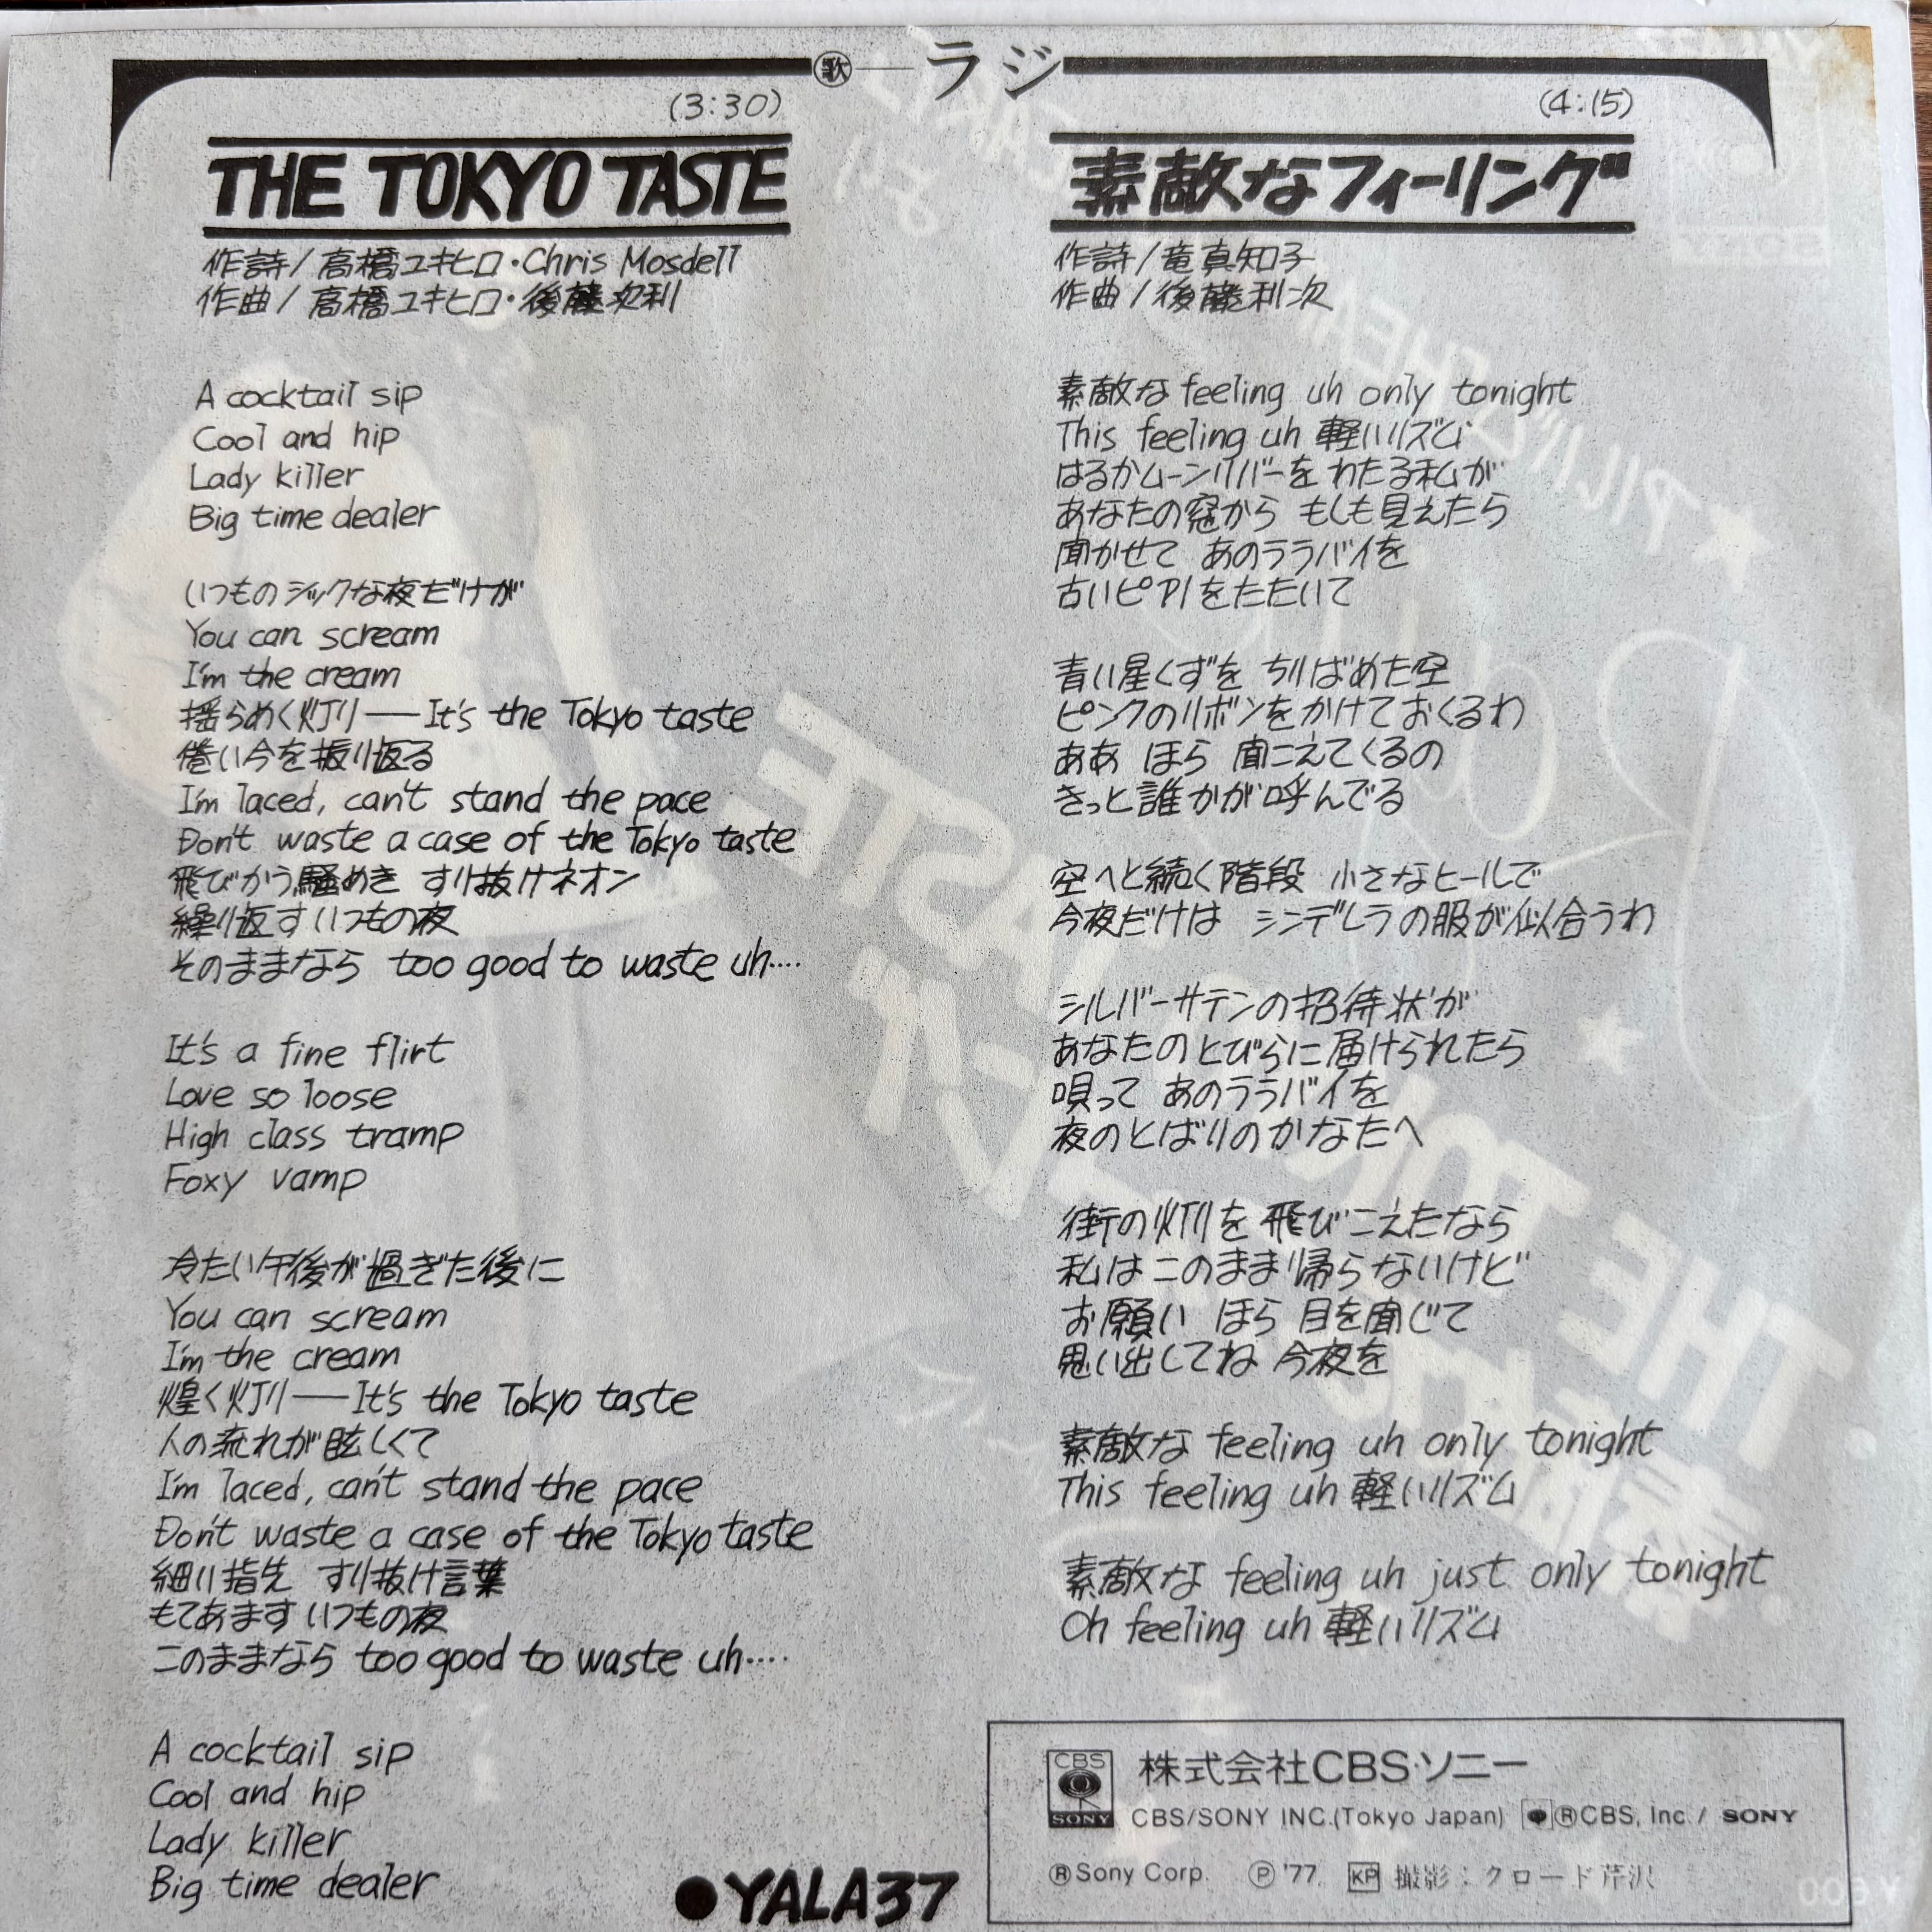 ㊞歌 ― ラジ
(3:30)
THE TOKYO TASTE
作詩/高橋ユキヒロ・Chris Mosdell
作曲/高橋ユキヒロ・後藤次利
A cocktail sip
Cool and hip
Lady killer
Big time dealer
いつものシックな夜だけが
You can scream
I'm the cream
揺らめく灯り――It's the Tokyo taste
倦い今を振り返る
I'm laced, can't stand the pace
Don't waste a case of the Tokyo taste
飛びかう騒めき すり抜けネオン
繰り返すいつもの夜
そのままなら too good to waste uh‥‥
It's a fine flirt
Love so loose
High class tramp
Foxy vamp
冷たい午後が過ぎた後に
You can scream
I'm the cream
煌く灯り――It's the Tokyo taste
人の流れが眩しくて
I'm laced, can't stand the pace
Don't waste a case of the Tokyo taste
細い指先 すり抜け言葉
もてあます いつもの夜
このままなら too good to waste uh‥‥
A cocktail sip
Cool and hip
Lady killer
Big time dealer
(4:15)
素敵なフィーリング
作詩/竜真知子
作曲/後藤利次
素敵な feeling uh only tonight
This feeling uh 軽いリズム
はるかムーンリバーを わたる私が
あなたの窓から もしも見えたら
聞かせて あのララバイを
古いピアノをたたいて
青い星くずを ちりばめた空
ピンクのリボンをかけておくるわ
ああ ほら 聞こえてくるの
きっと誰かが呼んでる
空へと続く階段 小さなヒールで
今夜だけは シンデレラの服が似合うわ
シルバーサテンの招待状が
あなたのとびらに届けられたら
唄って あのララバイを
夜のとばりのかなたへ
街の灯りを 飛びこえたなら
私はこのまま帰らないけど
お願い ほら 目を閉じて
思い出してね 今夜を
素敵な feeling uh only tonight
This feeling uh 軽いリズム
素敵な feeling uh just only tonight
Oh feeling uh 軽いリズム
●YALA37
CBS SONY 株式会社CBS・ソニー
CBS/SONY INC.(Tokyo Japan) ®CBS, Inc./ SONY
®Sony Corp. Ⓟ '77. KP 撮影：クロード芹沢